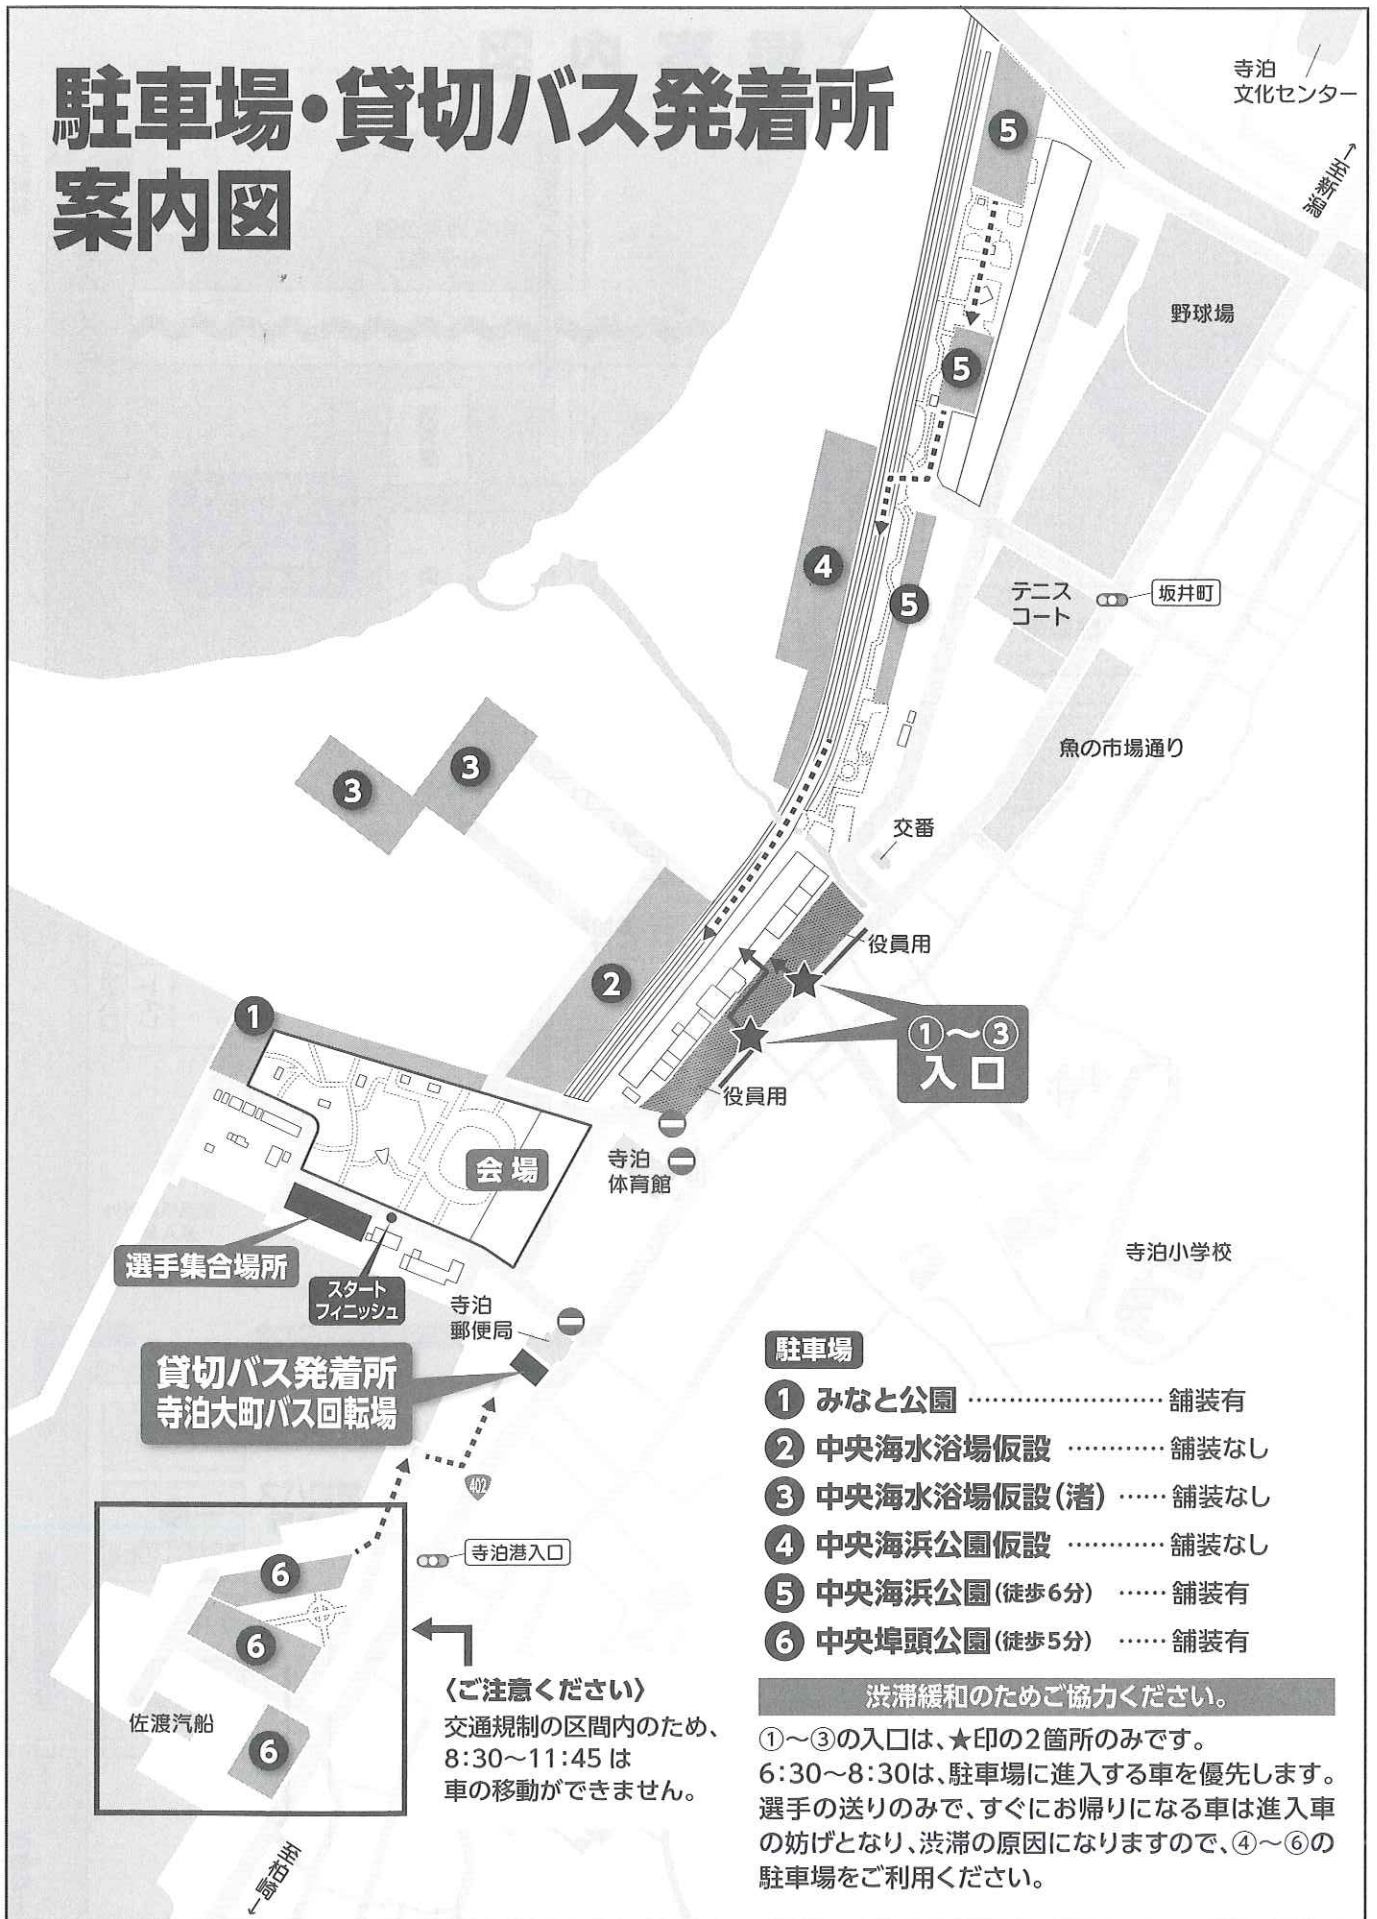 駐車場・貸切バス発着所
案内図
寺泊
文化センター
↑至新潟
5
野球場
5
4
5
テニス
コート
坂井町
3
3
魚の市場通り
交番
役員用
2
1
①〜③
入口
役員用
会場
寺泊
体育館
選手集合場所
スタート
フィニッシュ
寺泊小学校
寺泊
郵便局
貸切バス発着所
寺泊大町バス回転場
402
寺泊港入口
6
6
佐渡汽船
6
〈ご注意ください〉
交通規制の区間内のため、
8:30〜11:45 は
車の移動ができません。
至柏崎↓
駐車場
1 みなと公園 …………………… 舗装有
2 中央海水浴場仮設 ………… 舗装なし
3 中央海水浴場仮設(渚) …… 舗装なし
4 中央海浜公園仮設 ………… 舗装なし
5 中央海浜公園(徒歩6分) …… 舗装有
6 中央埠頭公園(徒歩5分) …… 舗装有
渋滞緩和のためご協力ください。
①〜③の入口は、★印の2箇所のみです。
6:30〜8:30は、駐車場に進入する車を優先します。
選手の送りのみで、すぐにお帰りになる車は進入車
の妨げとなり、渋滞の原因になりますので、④〜⑥の
駐車場をご利用ください。